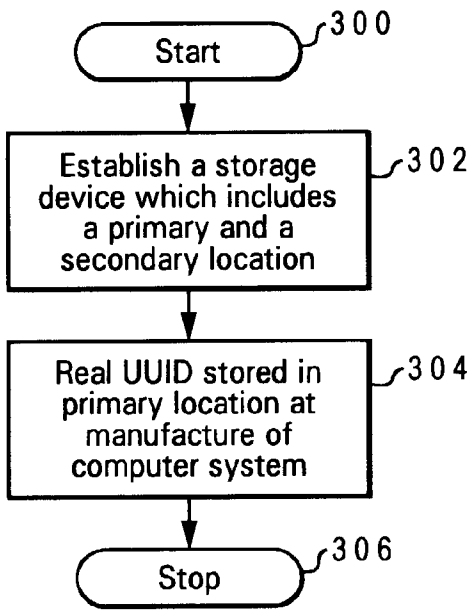 300
Start
302
Establish a storage
device which includes
a primary and a
secondary location
304
Real UUID stored in
primary location at
manufacture of
computer system
306
Stop